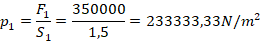 p₁ = F₁/S₁ = 350000/1,5 = 233333,33N/m²